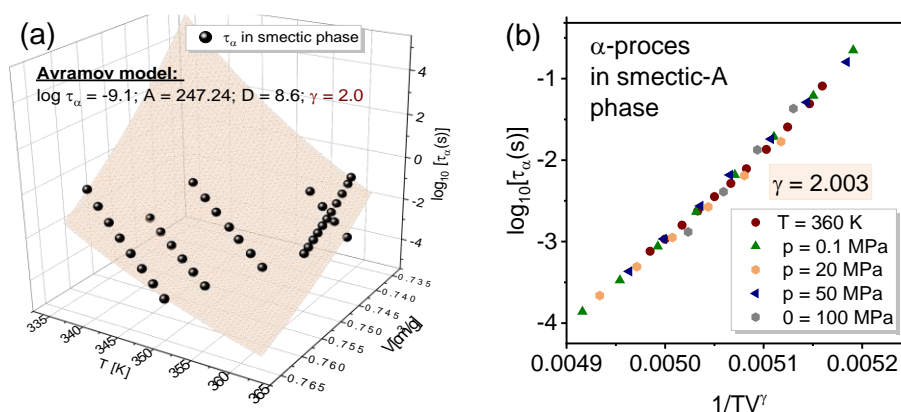 (a)
τα in smectic phase
Avramov model:
log τα = -9.1; A = 247.24; D = 8.6; γ = 2.0
4
2
0
-2
-4
log10 [τα(s)]
335
340
345
350
355
360
365
T [K]
0.735
0.740
0.745
0.750
0.755
0.760
0.765
V[cm³/g]
(b)
α-proces
in smectic-A
phase
-1
-2
-3
-4
log10[τα(s)]
γ = 2.003
T = 360 K
p = 0.1 MPa
p = 20 MPa
p = 50 MPa
0 = 100 MPa
0.0049 0.0050 0.0051 0.0052
1/TVγ